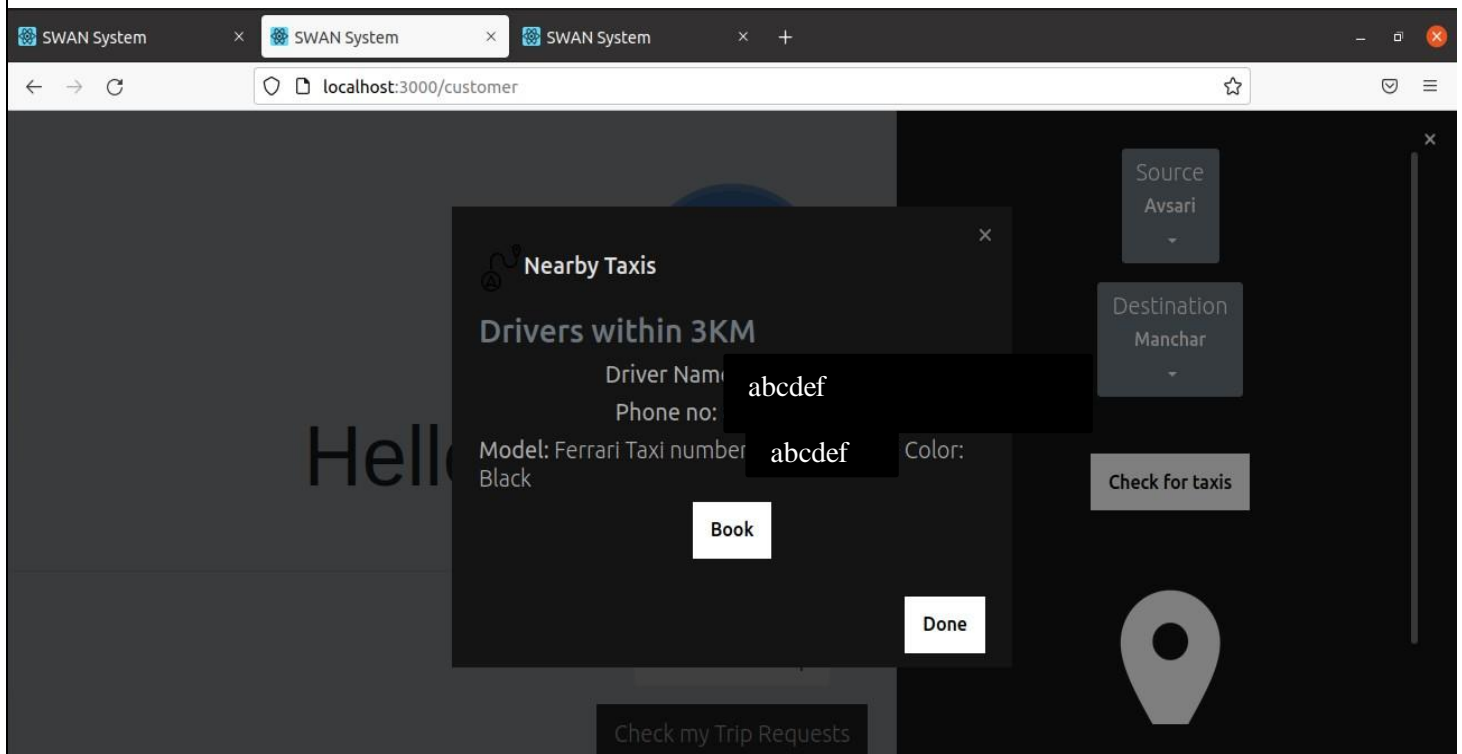 SWAN System
SWAN System
SWAN System
localhost:3000/customer
Nearby Taxis
Drivers within 3KM
Driver Name
abcdef
Phone no:
Model: Ferrari Taxi number abcdef Color:
Black
Book
Done
Check my Trip Requests
Source
Avsari
Destination
Manchar
Check for taxis